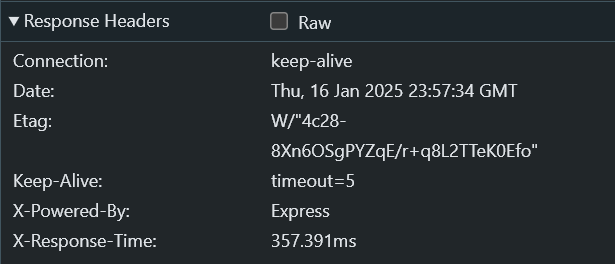 ▼ Response Headers Raw
Connection: keep-alive
Date: Thu, 16 Jan 2025 23:57:34 GMT
Etag: W/"4c28-
8Xn6OSgPYZqE/r+q8L2TTeK0Efo"
Keep-Alive: timeout=5
X-Powered-By: Express
X-Response-Time: 357.391ms